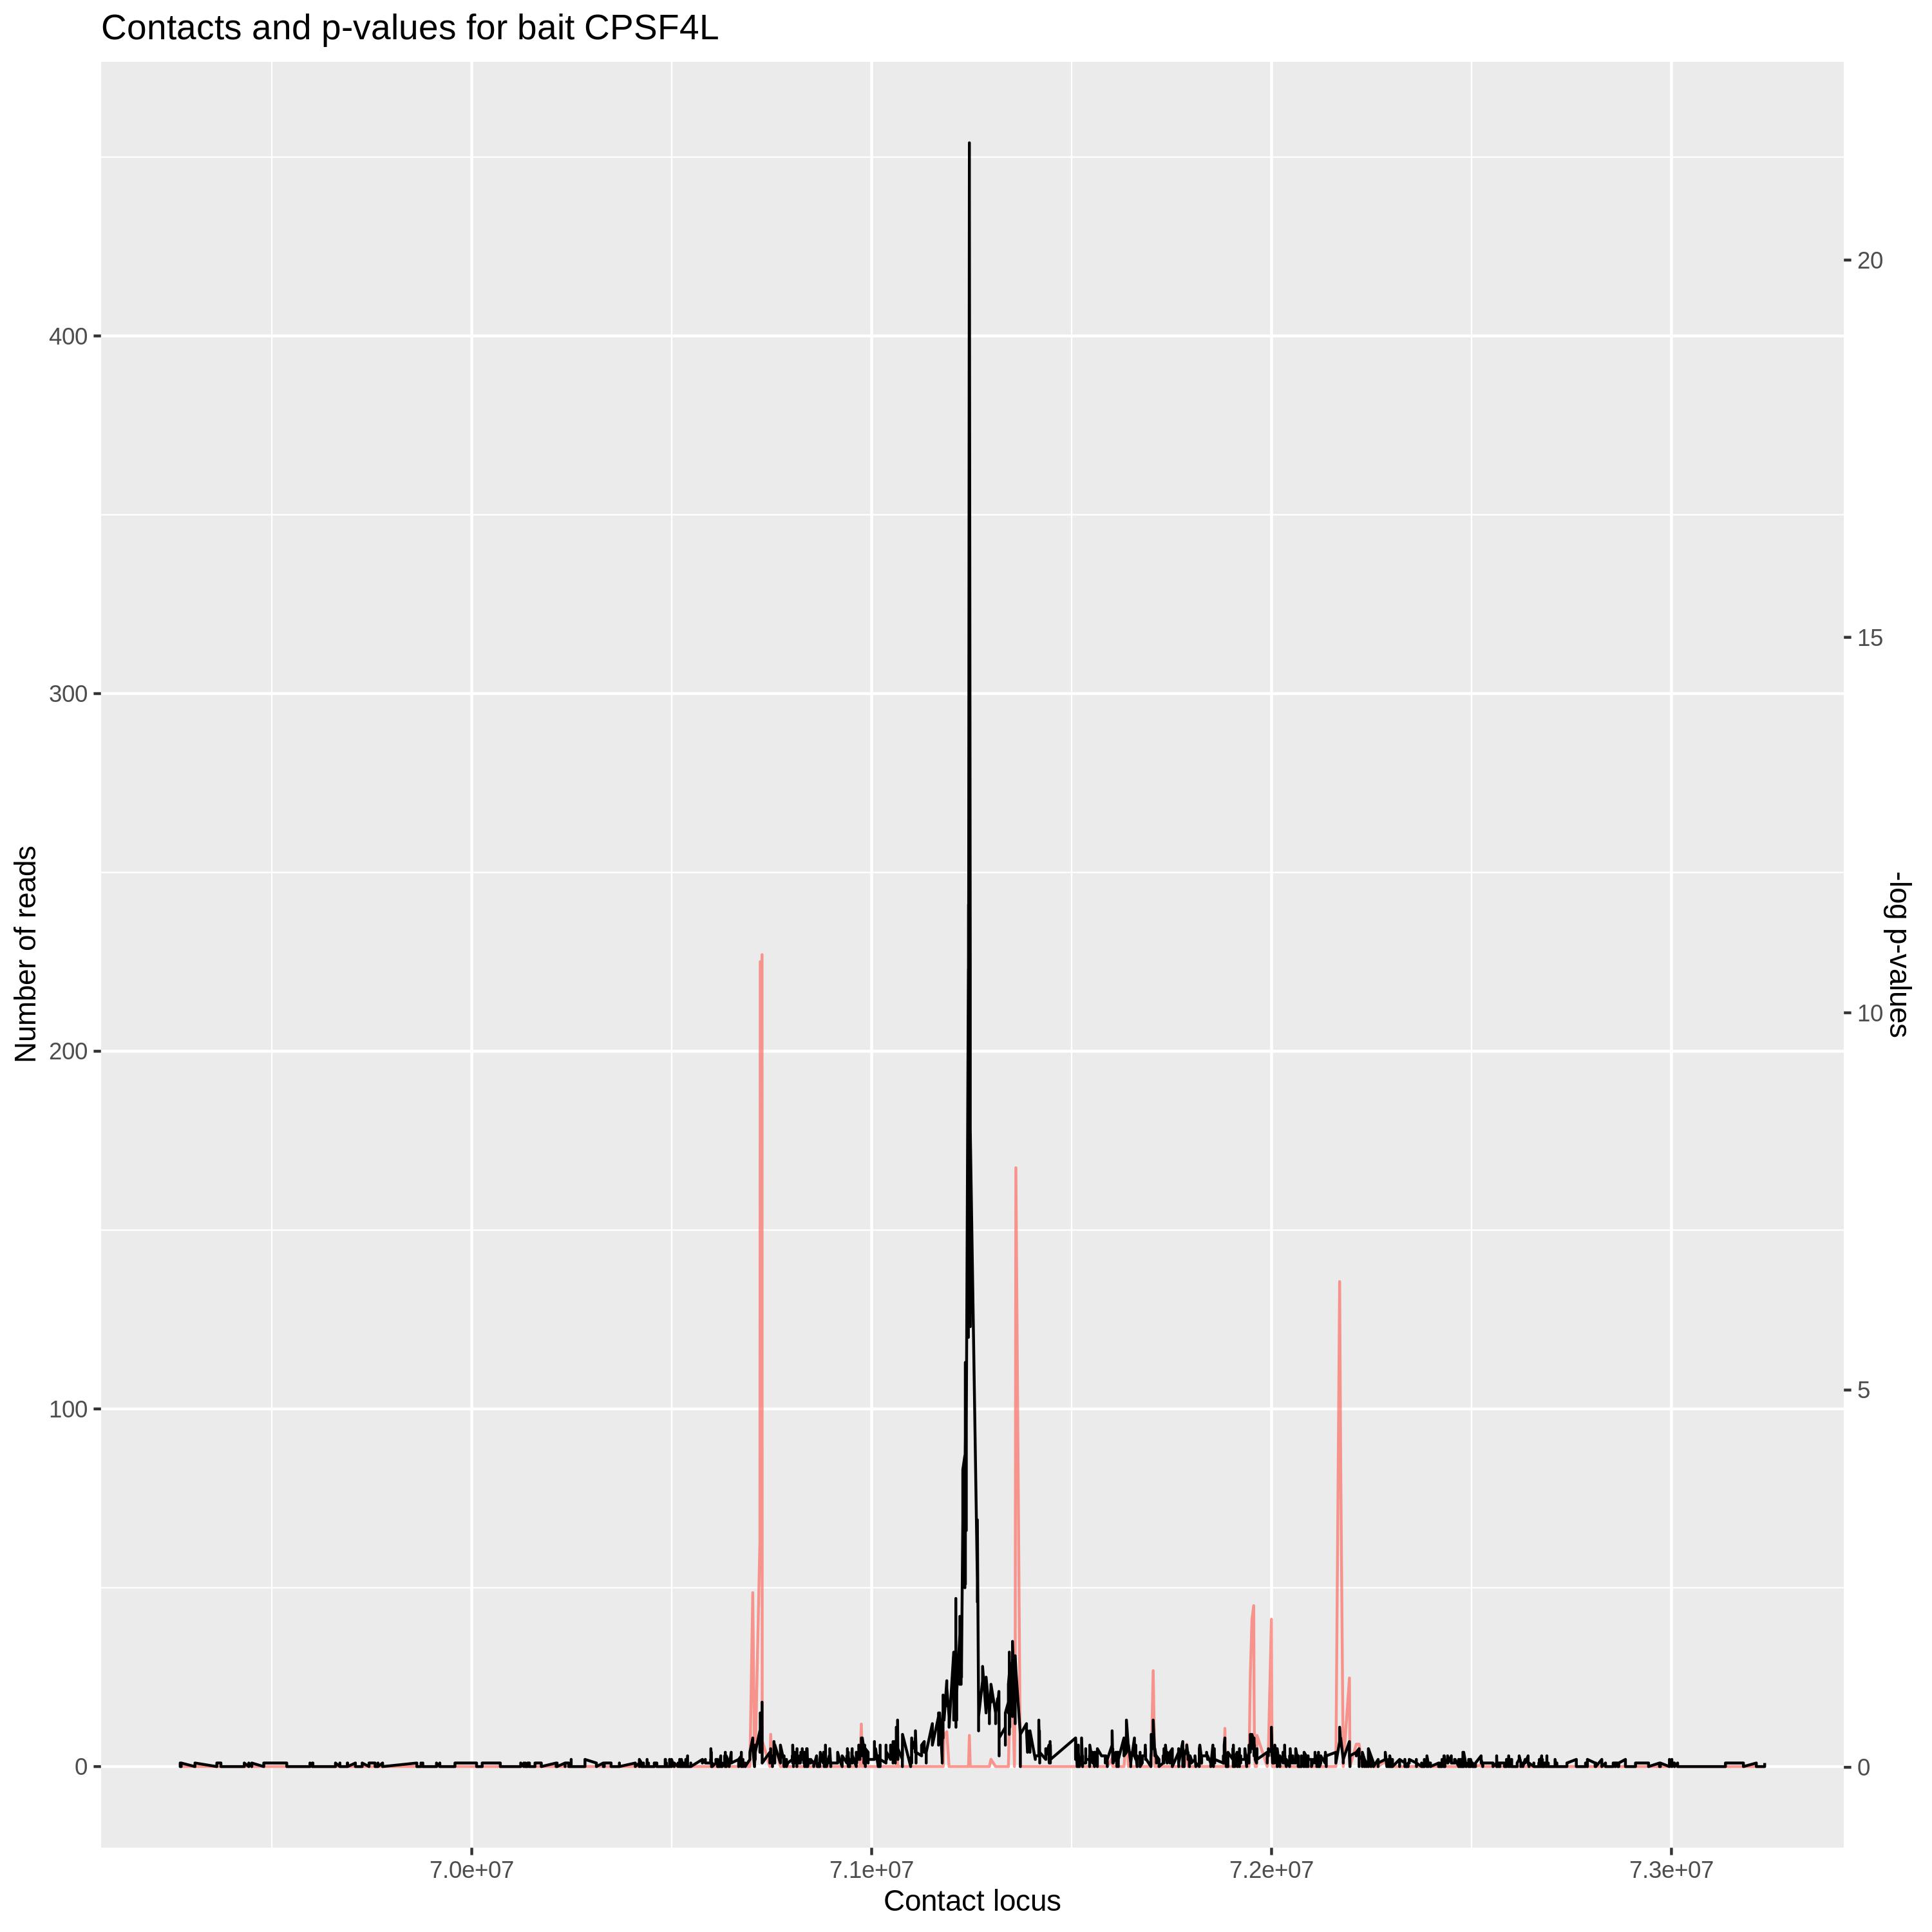 Contacts and p-values for bait CPSF4L
Number of reads
400
300
200
100
0
20
15
10
5
0
-log p-values
7.0e+07
7.1e+07
7.2e+07
7.3e+07
Contact locus